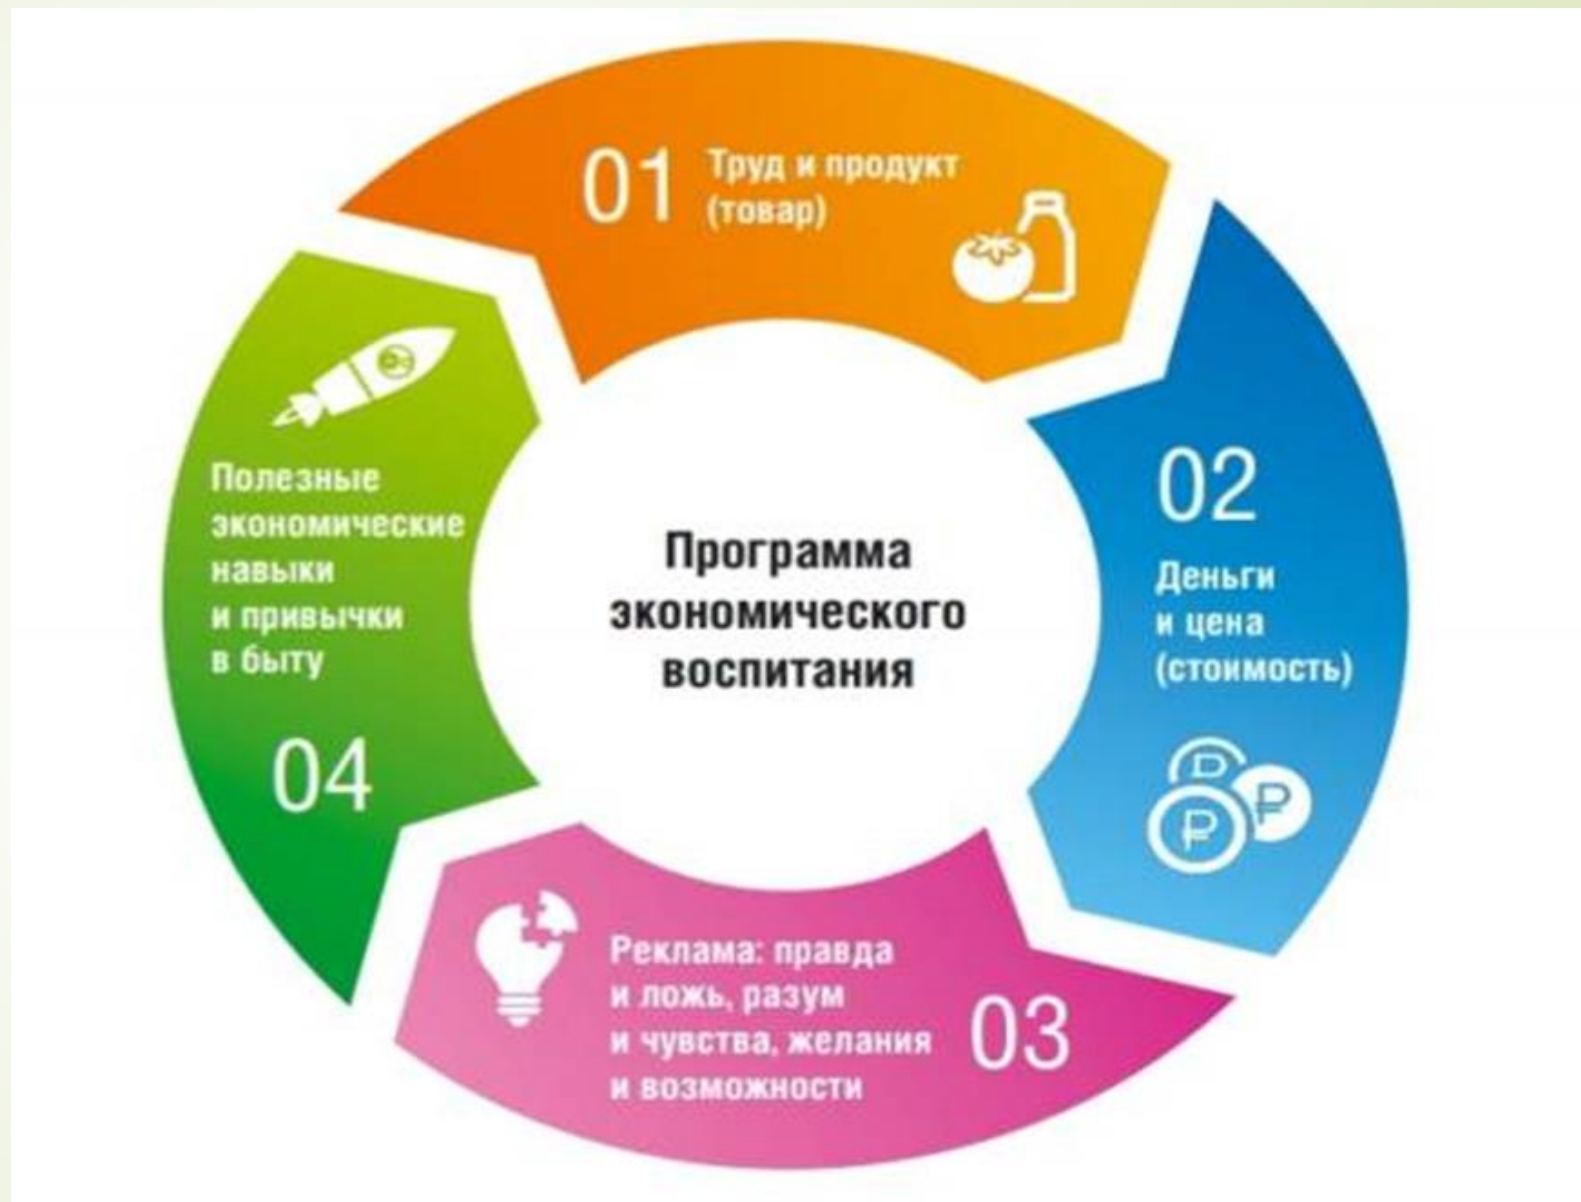 01
Труд и продукт
(товар)
02
Деньги
и цена
(стоимость)
Реклама: правда
и ложь, разум
и чувства, желания
и возможности
03
Полезные
экономические
навыки
и привычки
в быту
04
Программа
экономического
воспитания